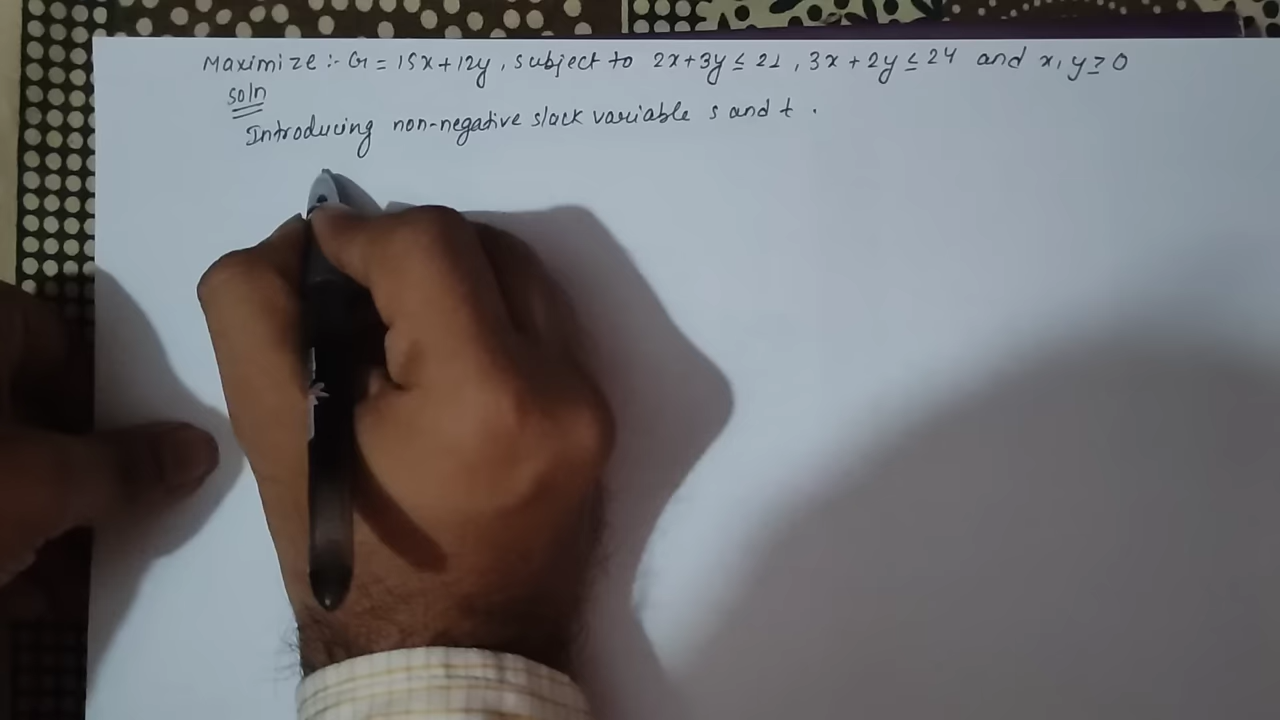 Maximize :- G = 15x+12y, subject to 2x+3y ≤ 21, 3x + 2y ≤ 24 and x, y ≥ 0
soln
Introducing non-negative slack variable s and t .